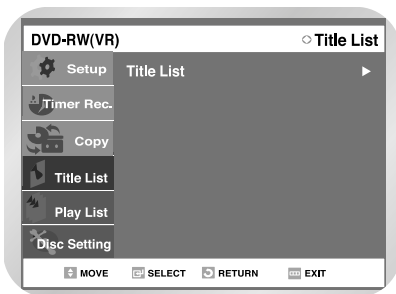 DVD-RW(VR) Title List
Setup Title List
Timer Rec.
Copy
Title List
Play List
Disc Setting
MOVE SELECT RETURN EXIT